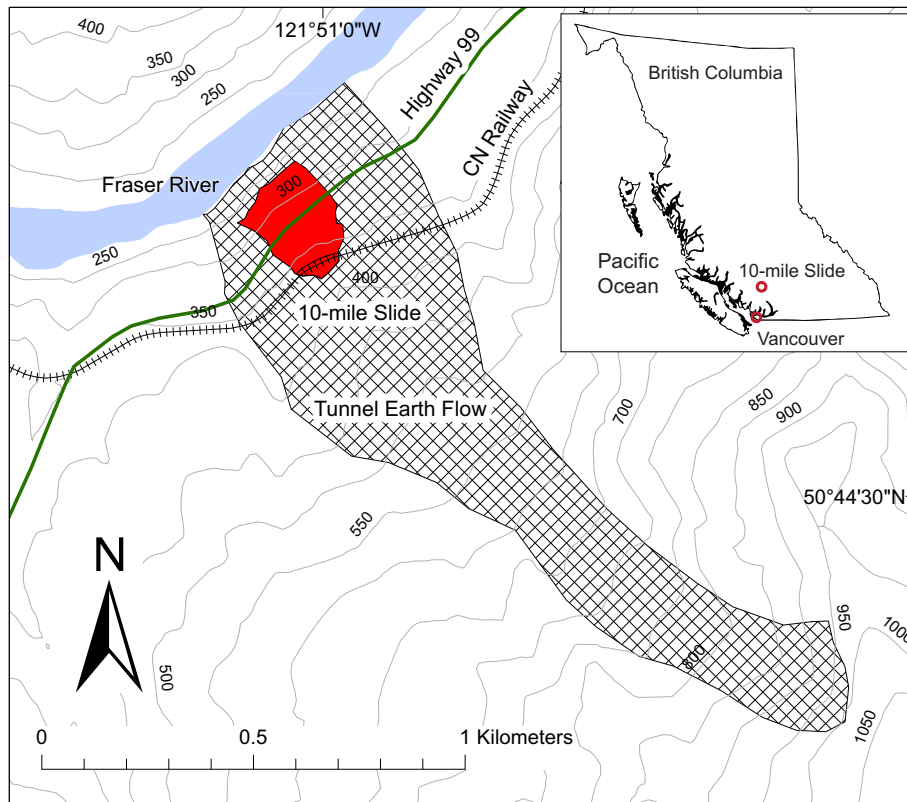 400
350
300
250
121°51'0"W
Highway 99
CN Railway
British Columbia
Pacific
Ocean
10-mile Slide
Vancouver
Fraser River
300
250
350
400
10-mile Slide
Tunnel Earth Flow
700
850
900
50°44'30"N
550
N
500
800
950
1000
1050
0
0.5
1 Kilometers